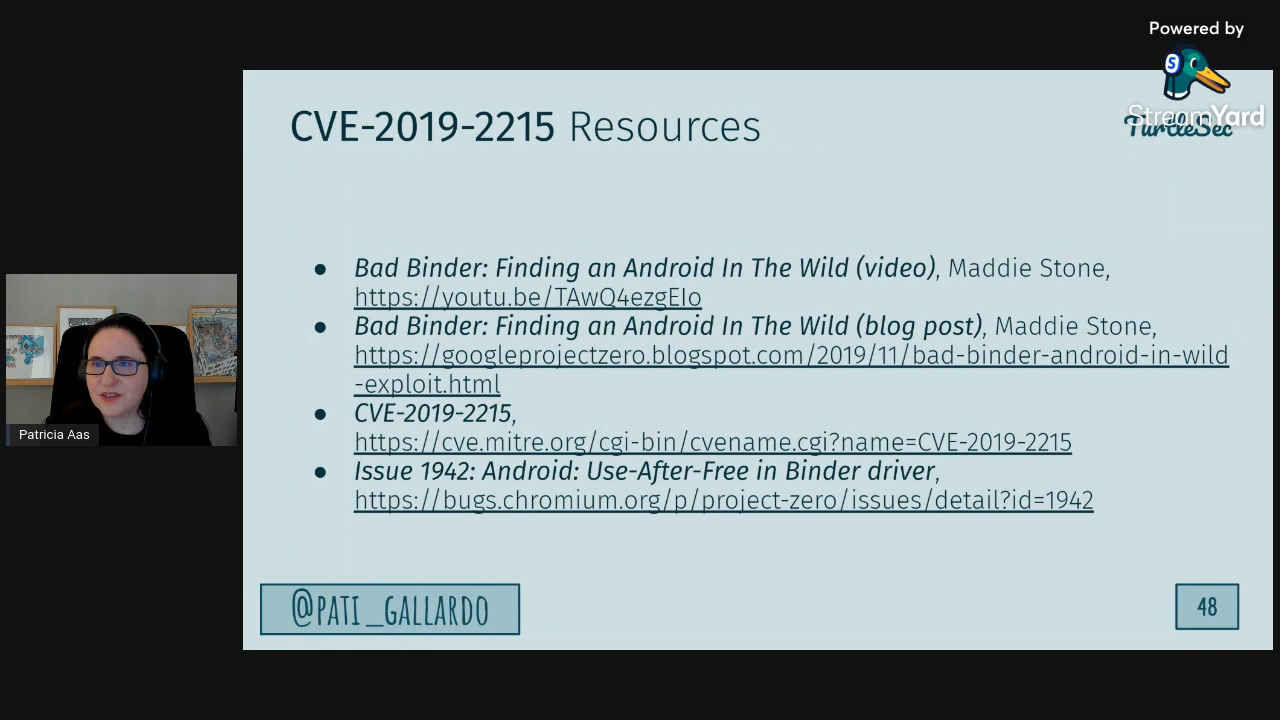 Powered by
StreamYard
TurtleSec
CVE-2019-2215 Resources
● Bad Binder: Finding an Android In The Wild (video), Maddie Stone,
https://youtu.be/TAwQ4ezgEIo
● Bad Binder: Finding an Android In The Wild (blog post), Maddie Stone,
https://googleprojectzero.blogspot.com/2019/11/bad-binder-android-in-wild
-exploit.html
● CVE-2019-2215,
https://cve.mitre.org/cgi-bin/cvename.cgi?name=CVE-2019-2215
● Issue 1942: Android: Use-After-Free in Binder driver,
https://bugs.chromium.org/p/project-zero/issues/detail?id=1942
Patricia Aas
@PATI_GALLARDO
48